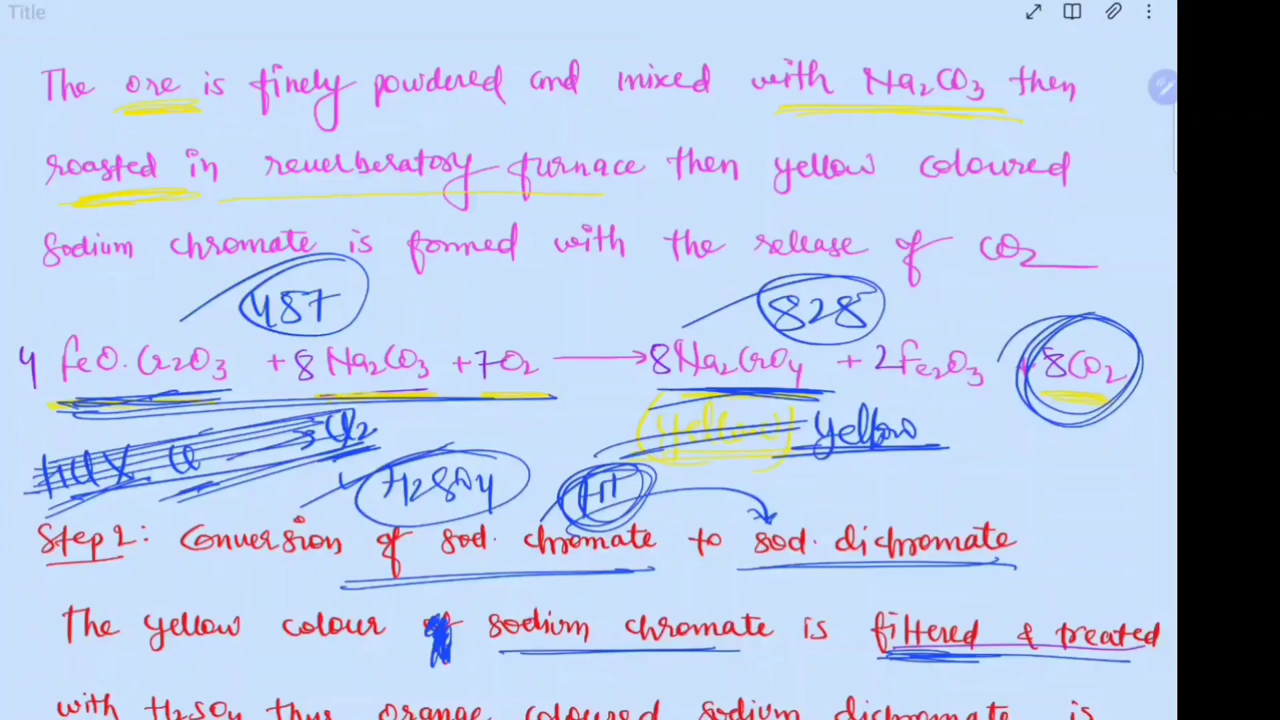 Title
The ore is finely powdered and mixed with Na2CO3 then
roasted in reverberatory furnace then yellow coloured
sodium chromate is formed with the release of CO2
487 828
4 FeO.Cr2O3 + 8 Na2CO3 + 7O2 → 8 Na2CrO4 + 2Fe2O3 + 8CO2
yellow yellow
H2SO4 H+
Step 2: Conversion of sod. chromate to sod. dichromate
The yellow colour of sodium chromate is filtered & treated
with H2SO4 thus orange coloured sodium dichromate is